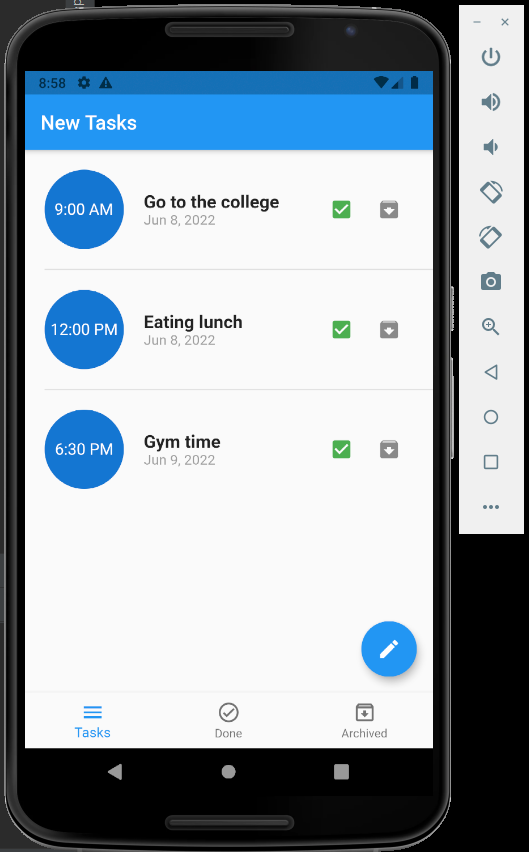 8:58
New Tasks
9:00 AM
Go to the college
Jun 8, 2022
12:00 PM
Eating lunch
Jun 8, 2022
6:30 PM
Gym time
Jun 9, 2022
Tasks
Done
Archived